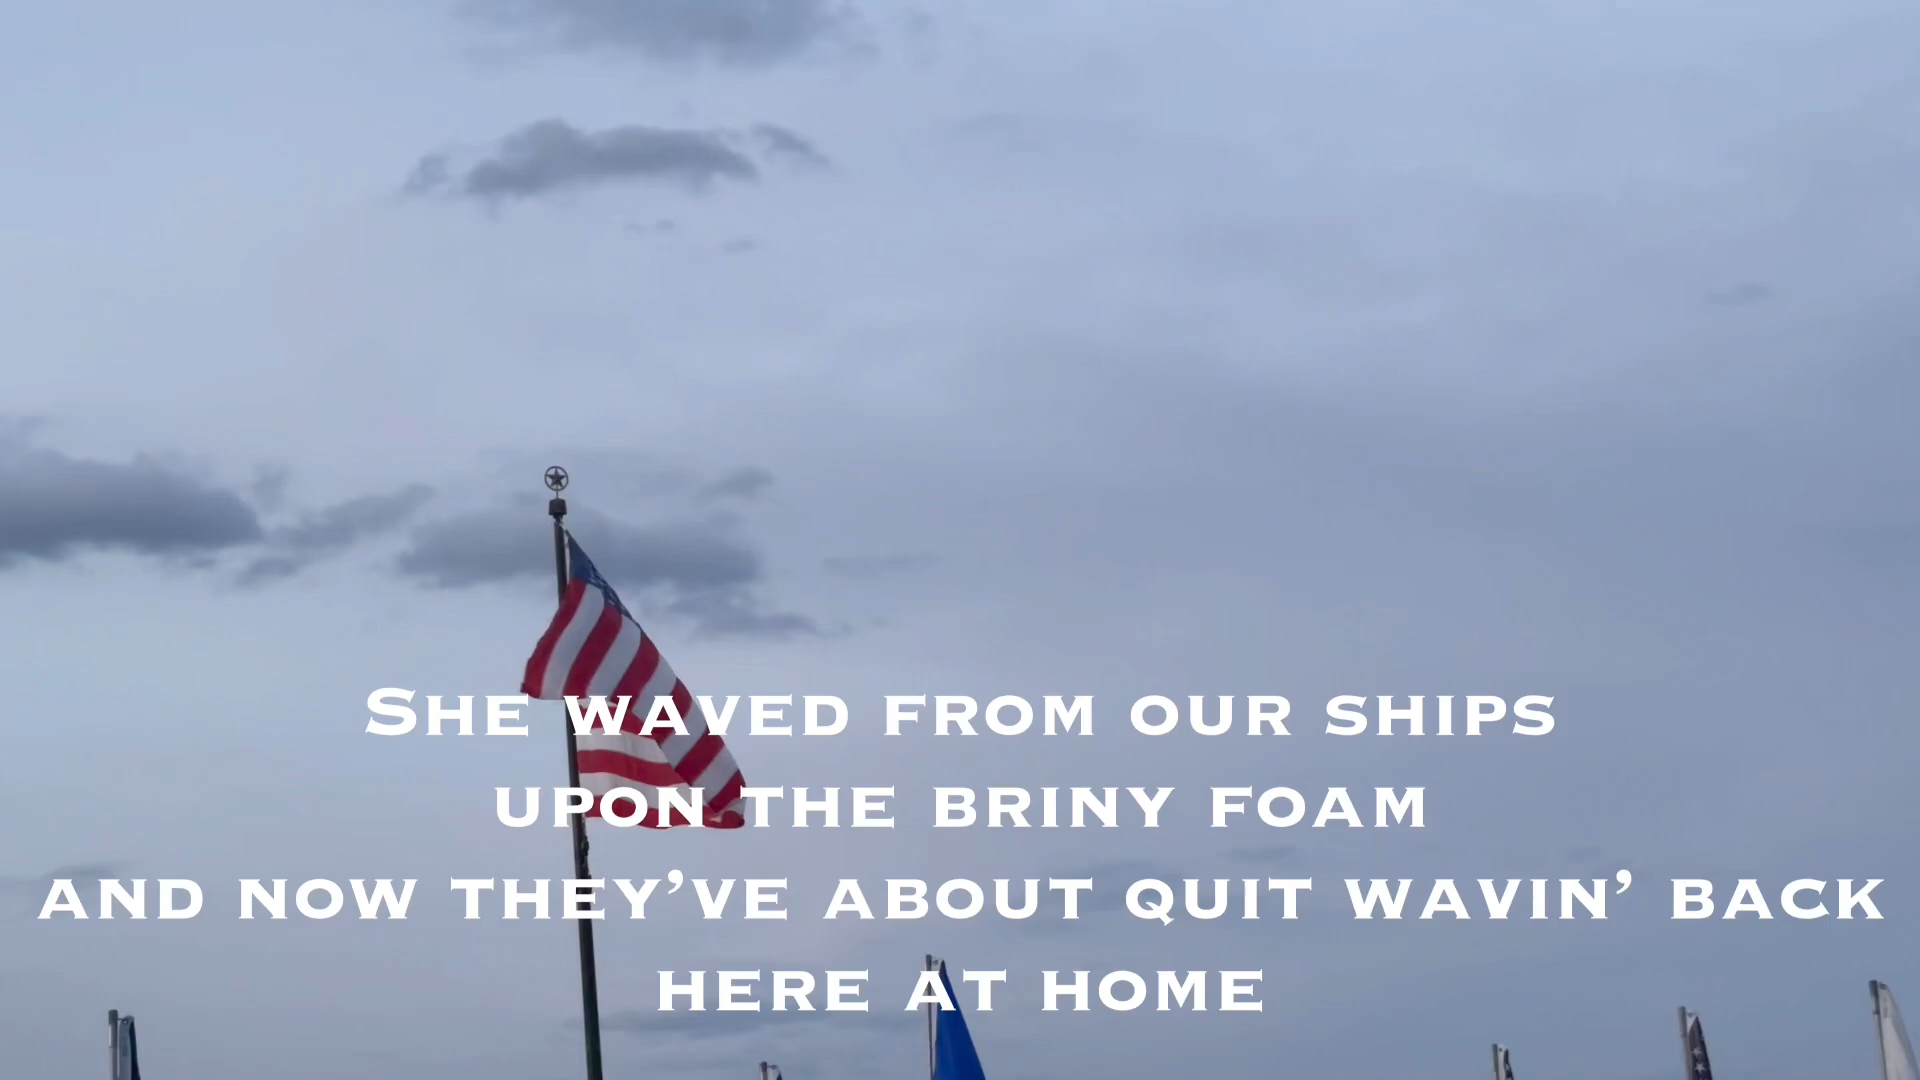 She waved from our ships
upon the briny foam
and now they’ve about quit wavin’ back
here at home